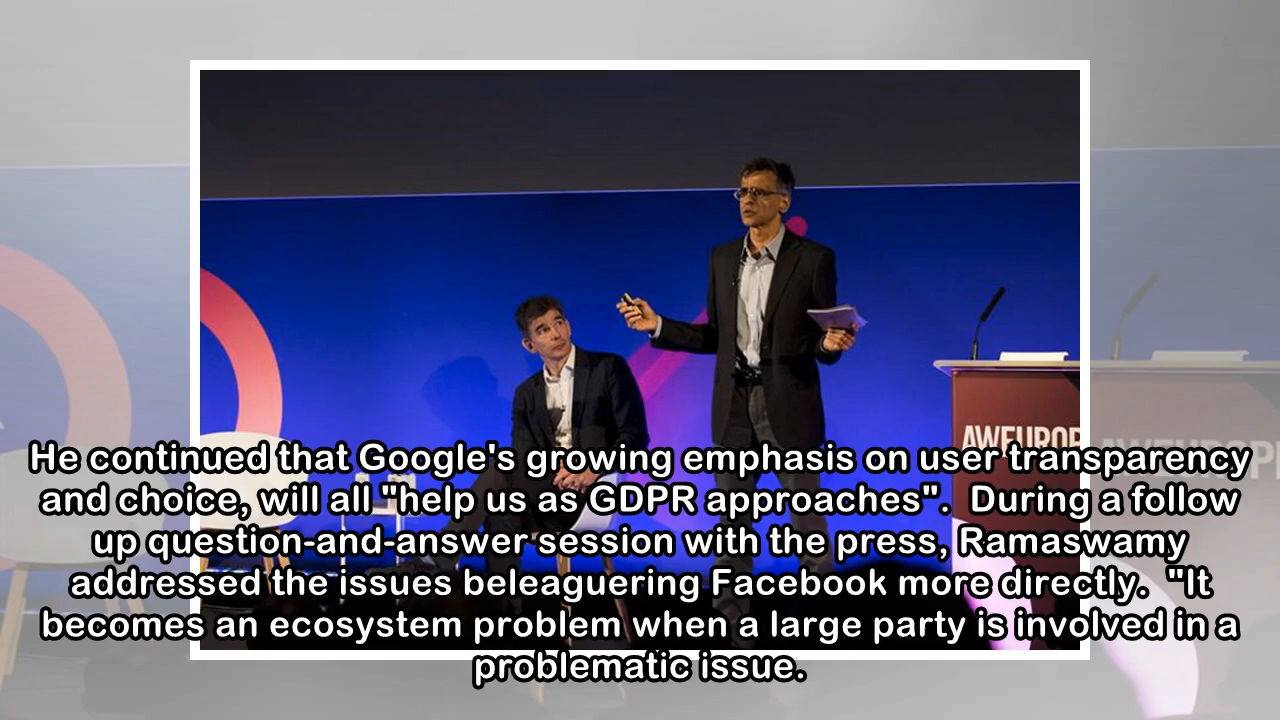 AWEUROP
He continued that Google's growing emphasis on user transparency
and choice, will all "help us as GDPR approaches".  During a follow
up question-and-answer session with the press, Ramaswamy
addressed the issues beleaguering Facebook more directly.  "It
becomes an ecosystem problem when a large party is involved in a
problematic issue.